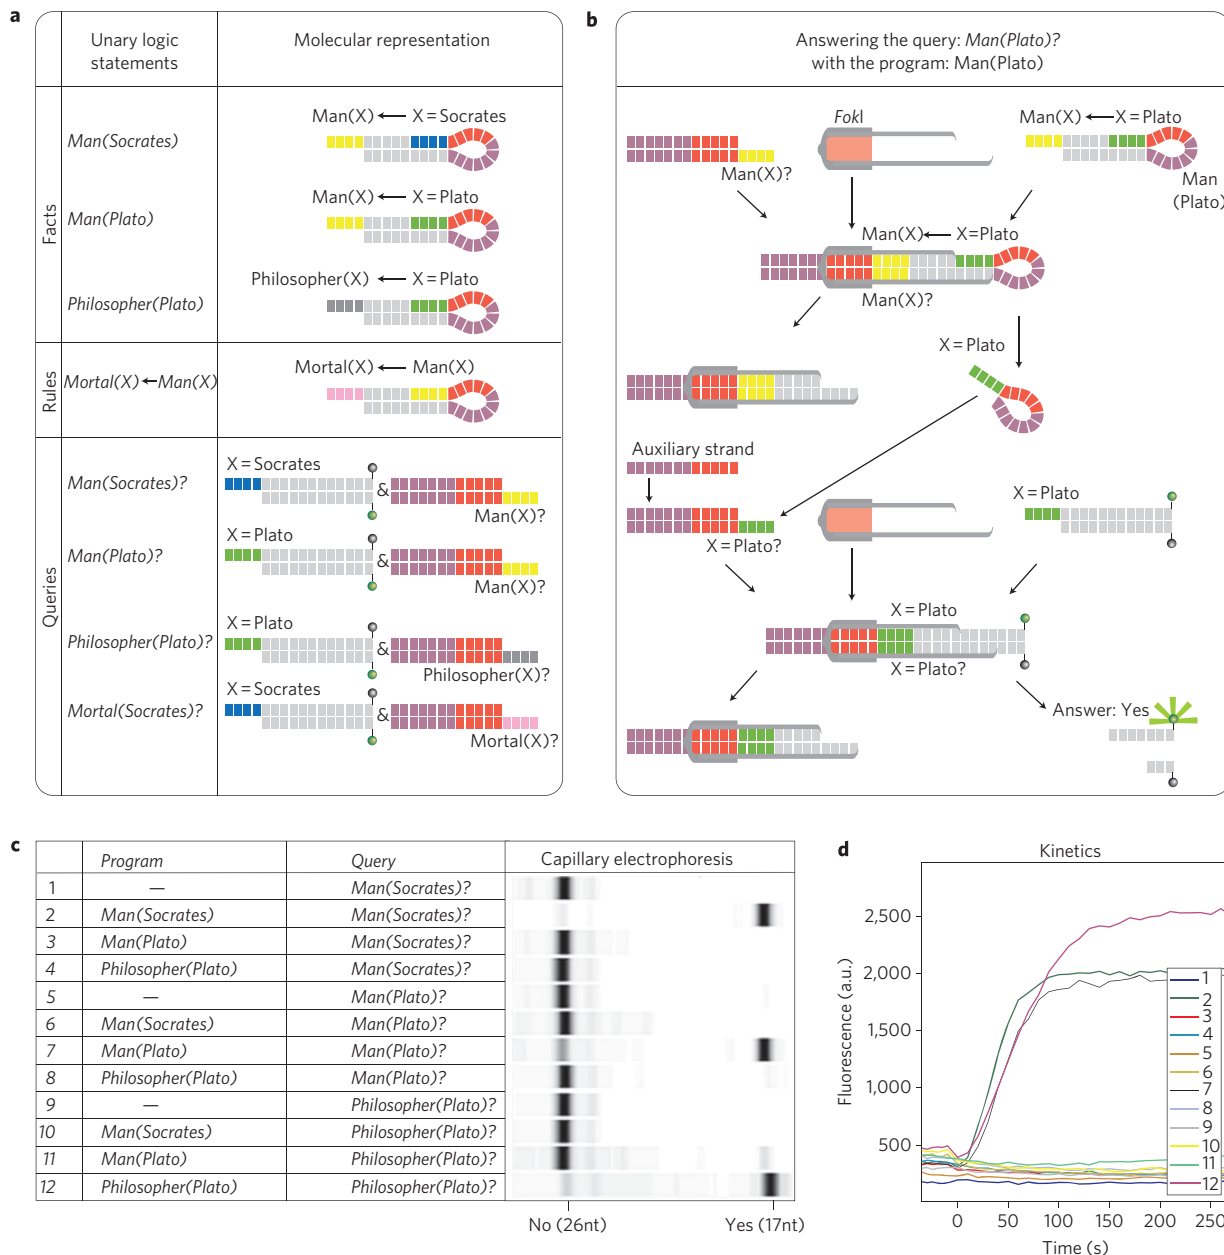 a
Unary logic statements
Molecular representation
Facts
Man(Socrates)
Man(X) ← X = Socrates
Man(Plato)
Man(X) ← X = Plato
Philosopher(Plato)
Philosopher(X) ← X = Plato
Rules
Mortal(X) ← Man(X)
Mortal(X) ← Man(X)
Queries
Man(Socrates)?
X = Socrates
&
Man(X)?
Man(Plato)?
X = Plato
&
Man(X)?
Philosopher(Plato)?
X = Plato
&
Philosopher(X)?
Mortal(Socrates)?
X = Socrates
&
Mortal(X)?
b
Answering the query: Man(Plato)?
with the program: Man(Plato)
FokI
Man(X) ← X = Plato
Man(X)?
Man
(Plato)
Man(X) ← X = Plato
Man(X)?
X = Plato
Auxiliary strand
X = Plato?
X = Plato
X = Plato
X = Plato?
Answer: Yes
c
Program Query Capillary electrophoresis
1 — Man(Socrates)?
2 Man(Socrates) Man(Socrates)?
3 Man(Plato) Man(Socrates)?
4 Philosopher(Plato) Man(Socrates)?
5 — Man(Plato)?
6 Man(Socrates) Man(Plato)?
7 Man(Plato) Man(Plato)?
8 Philosopher(Plato) Man(Plato)?
9 — Philosopher(Plato)?
10 Man(Socrates) Philosopher(Plato)?
11 Man(Plato) Philosopher(Plato)?
12 Philosopher(Plato) Philosopher(Plato)?
No (26nt) Yes (17nt)
d
Kinetics
Fluorescence (a.u.)
2,500
2,000
1,500
1,000
500
1
2
3
4
5
6
7
8
9
10
11
12
0 50 100 150 200 250
Time (s)